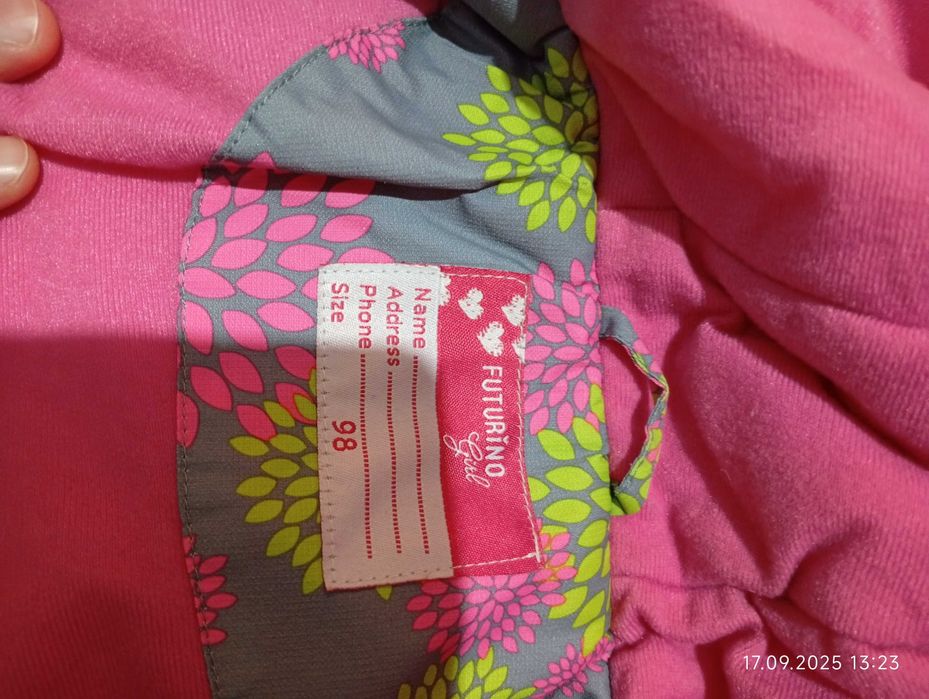 FUTURINO
Girl
Name ..............................
Address ..............................
Phone ..............................
Size 98
17.09.2025 13:23